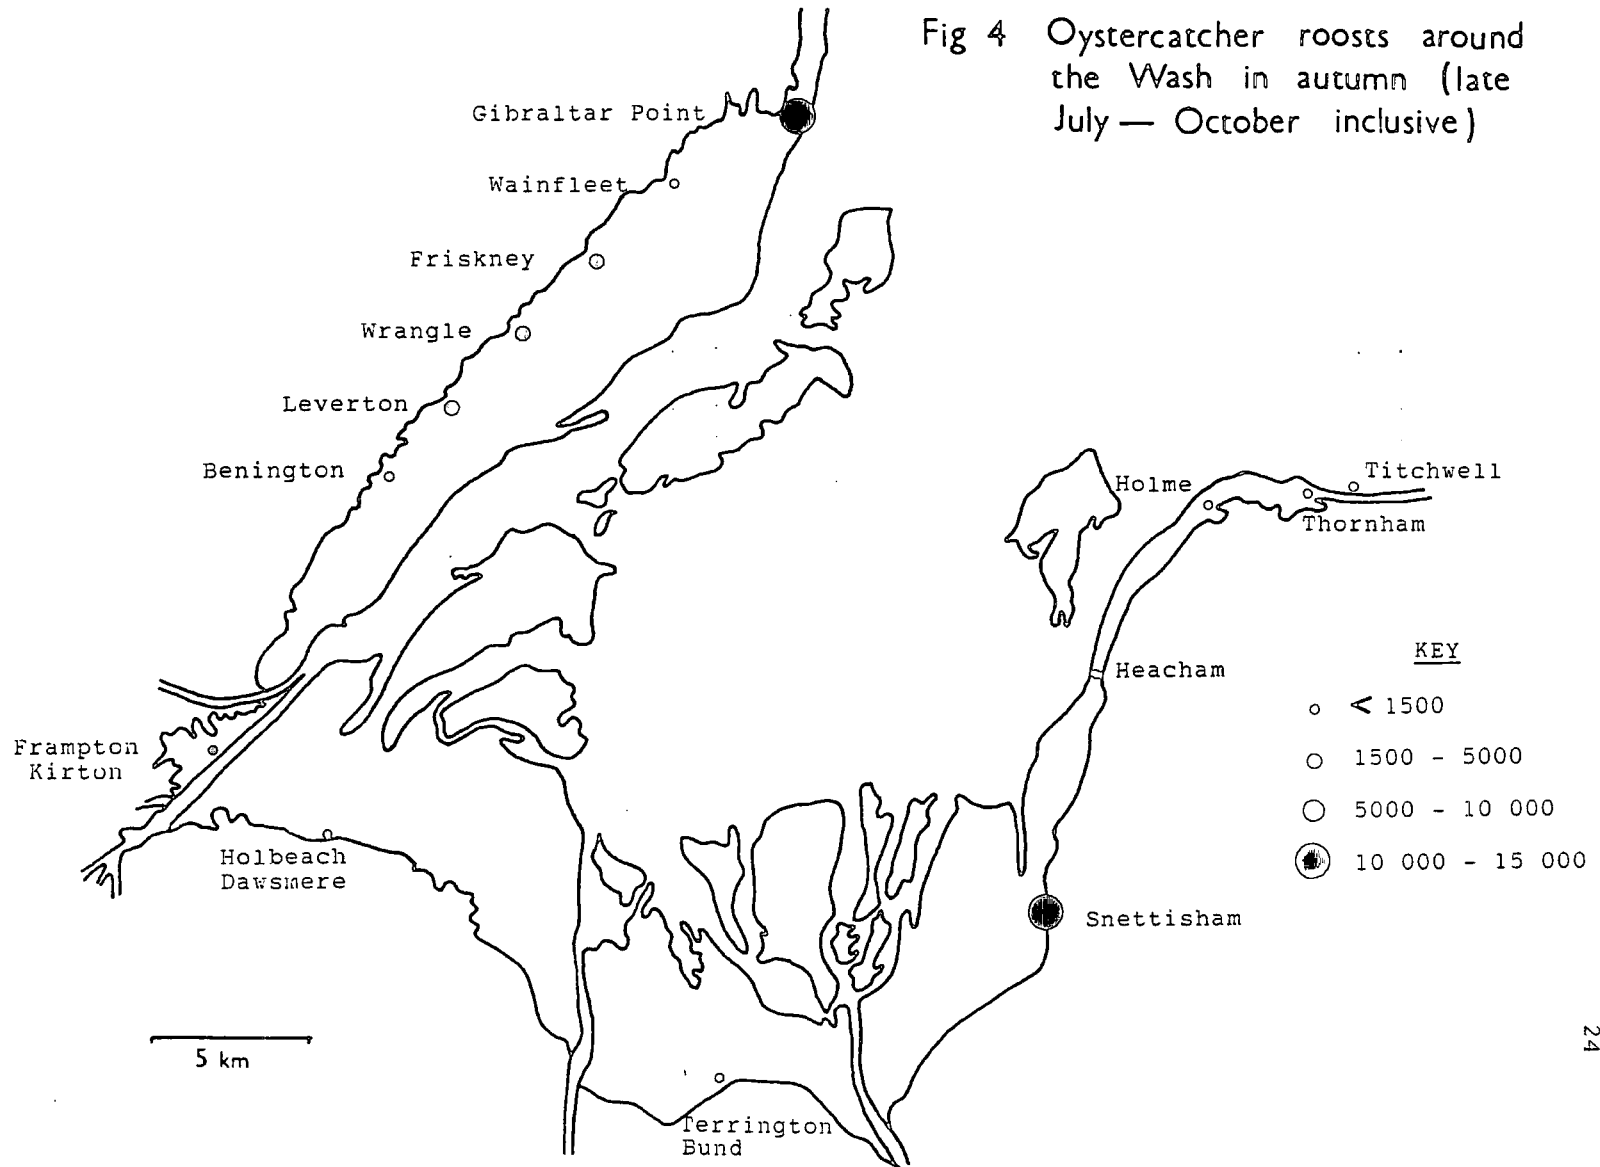 Fig 4 Oystercatcher roosts around
the Wash in autumn (late
July — October inclusive)
Gibraltar Point
Wainfleet
Friskney
Wrangle
Leverton
Benington
Holme
Titchwell
Thornham
Heacham
KEY
< 1500
1500 - 5000
5000 - 10 000
10 000 - 15 000
Frampton
Kirton
Holbeach
Dawsmere
Snettisham
5 km
Terrington
Bund
24